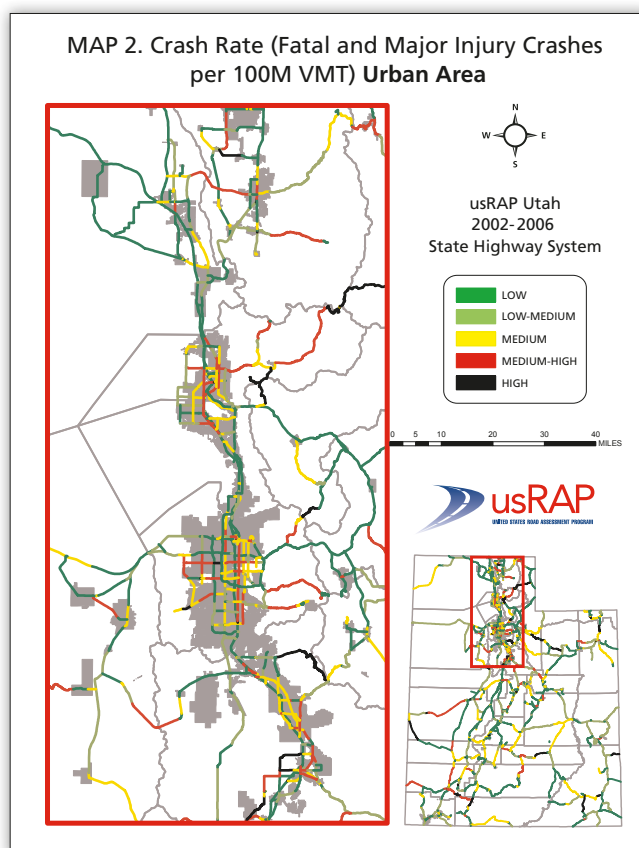 MAP 2. Crash Rate (Fatal and Major Injury Crashes
per 100M VMT) Urban Area
N
W E
S
usRAP Utah
2002-2006
State Highway System
LOW
LOW-MEDIUM
MEDIUM
MEDIUM-HIGH
HIGH
0 5 10 20 30 40
MILES
usRAP
UNITED STATES ROAD ASSESSMENT PROGRAM